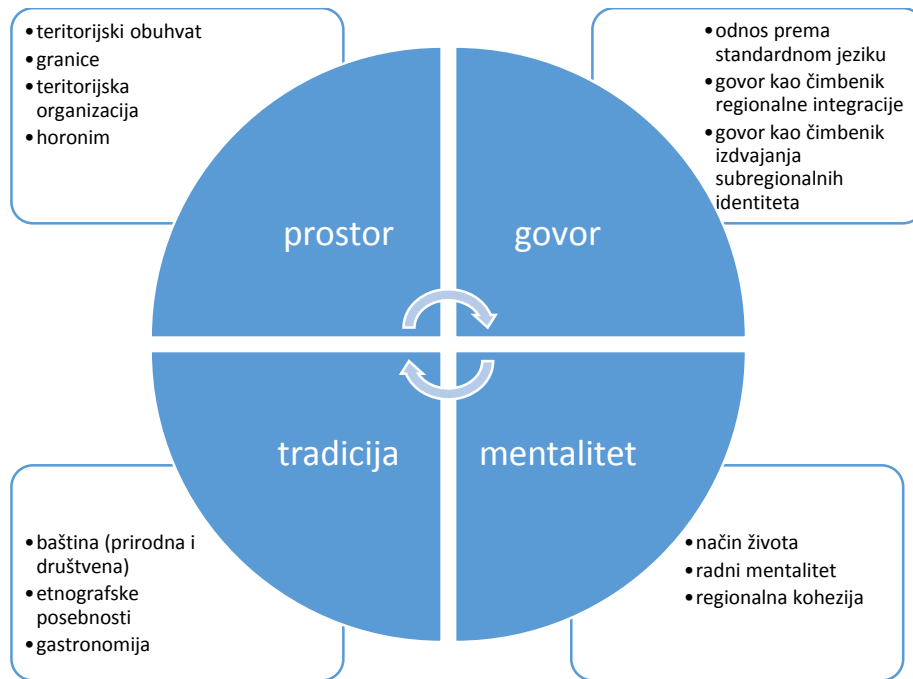 •teritorijski obuhvat
•granice
•teritorijska
organizacija
•horonim
•odnos prema
standardnom jeziku
•govor kao čimbenik
regionalne integracije
•govor kao čimbenik
izdvajanja
subregionalnih
identiteta
prostor
govor
tradicija
mentalitet
•baština (prirodna i
društvena)
•etnografske
posebnosti
•gastronomija
•način života
•radni mentalitet
•regionalna kohezija